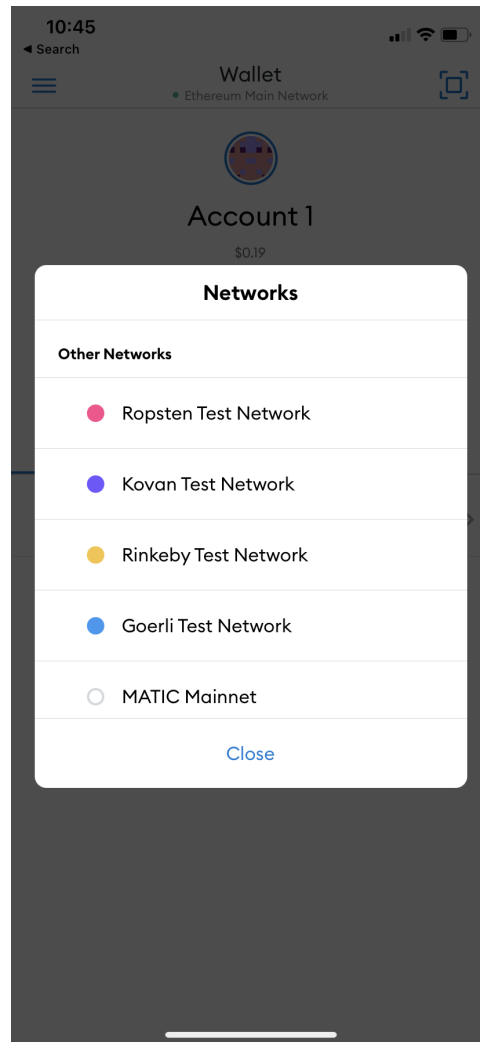 10:45
◀ Search
Wallet
Ethereum Main Network
Account 1
$0.19
Networks
Other Networks
Ropsten Test Network
Kovan Test Network
Rinkeby Test Network
Goerli Test Network
MATIC Mainnet
Close